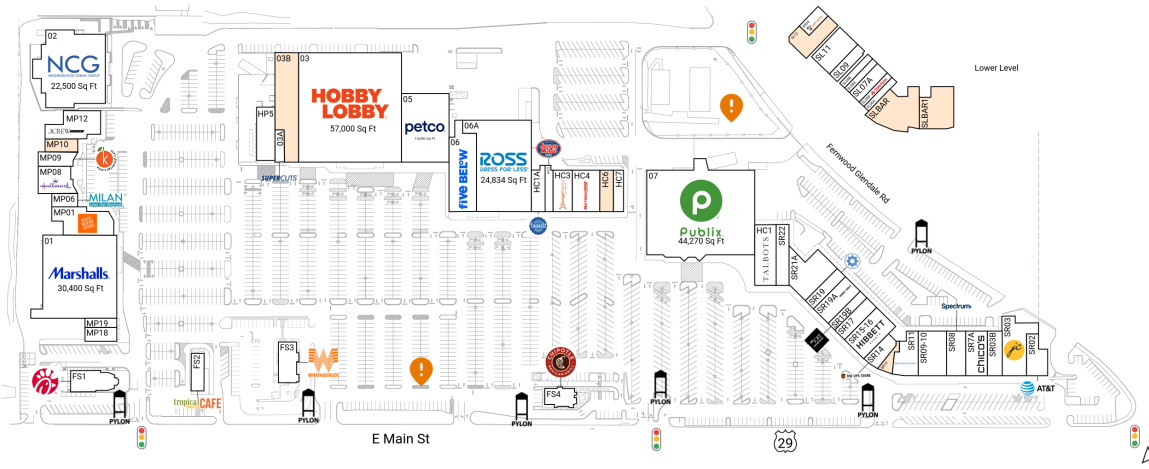 02
NCG
NEIGHBORHOOD CINEMA GROUP
22,500 Sq Ft
MP12
J.CREW
MP10
MP09
MP08
Hallmark
MP06
MILAN
MP01
01
Marshalls
30,400 Sq Ft
MP19
MP18
FS1
PYLON
FS2
tropical
CAFE
FS3
WHATABURGER
PYLON
HP5
03B
03A
03
HOBBY
LOBBY
57,000 Sq Ft
SUPERCUTS
05
petco
06A
06
five BELOW
ROSS
DRESS FOR LESS
24,834 Sq Ft
HC1A
HC3
HC4
HC6
HC7
CHIPOTLE
FS4
PYLON
E Main St
07
Publix
44,270 Sq Ft
HC1
TALBOTS
SR22
SR21A
SR19
SR19A
SR19B
SR17
SR15-16
HIBBETT
SR14
SR11
SR09-10
SR08
SR7A
chico's
SR03B
SR03
SR02
Spectrum
AT&T
THE UPS STORE
PYLON
PYLON
PYLON
29
Fernwood Glendale Rd
SL11
SL09
SL07A
SLBAR
SLBAR1
Lower Level